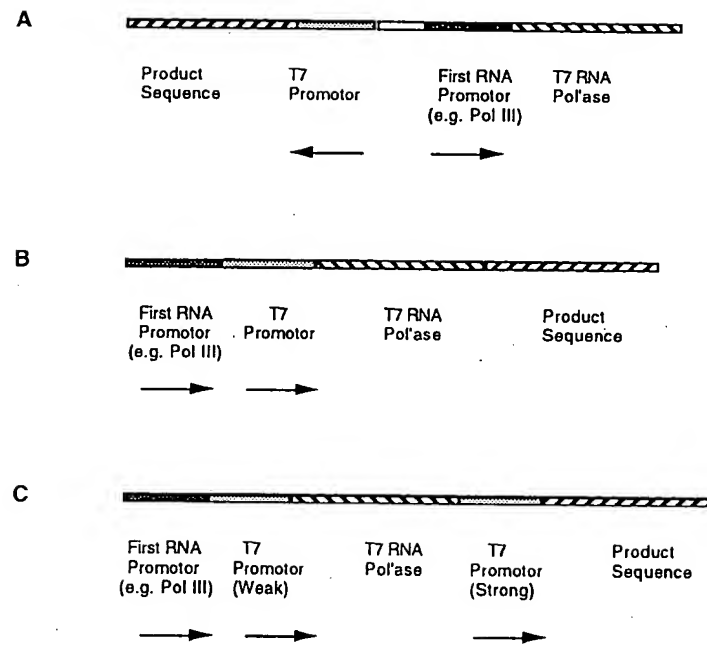 A
Product Sequence
T7 Promotor
First RNA Promotor (e.g. Pol III)
T7 RNA Pol'ase
B
First RNA Promotor (e.g. Pol III)
T7 Promotor
T7 RNA Pol'ase
Product Sequence
C
First RNA Promotor (e.g. Pol III)
T7 Promotor (Weak)
T7 RNA Pol'ase
T7 Promotor (Strong)
Product Sequence